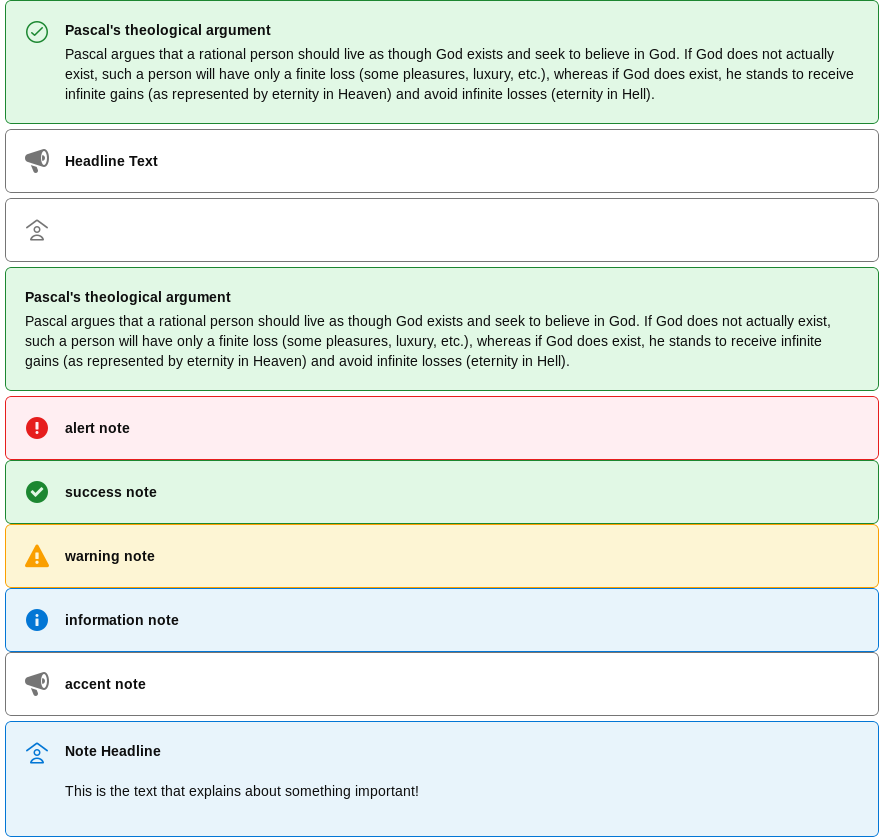 Pascal's theological argument
Pascal argues that a rational person should live as though God exists and seek to believe in God. If God does not actually
exist, such a person will have only a finite loss (some pleasures, luxury, etc.), whereas if God does exist, he stands to receive
infinite gains (as represented by eternity in Heaven) and avoid infinite losses (eternity in Hell).
Headline Text
Pascal's theological argument
Pascal argues that a rational person should live as though God exists and seek to believe in God. If God does not actually exist,
such a person will have only a finite loss (some pleasures, luxury, etc.), whereas if God does exist, he stands to receive infinite
gains (as represented by eternity in Heaven) and avoid infinite losses (eternity in Hell).
alert note
success note
warning note
information note
accent note
Note Headline
This is the text that explains about something important!